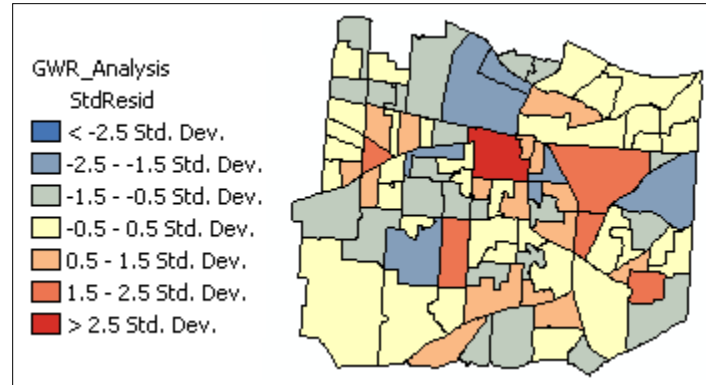 GWR_Analysis
StdResid
< -2.5 Std. Dev.
-2.5 - -1.5 Std. Dev.
-1.5 - -0.5 Std. Dev.
-0.5 - 0.5 Std. Dev.
0.5 - 1.5 Std. Dev.
1.5 - 2.5 Std. Dev.
> 2.5 Std. Dev.